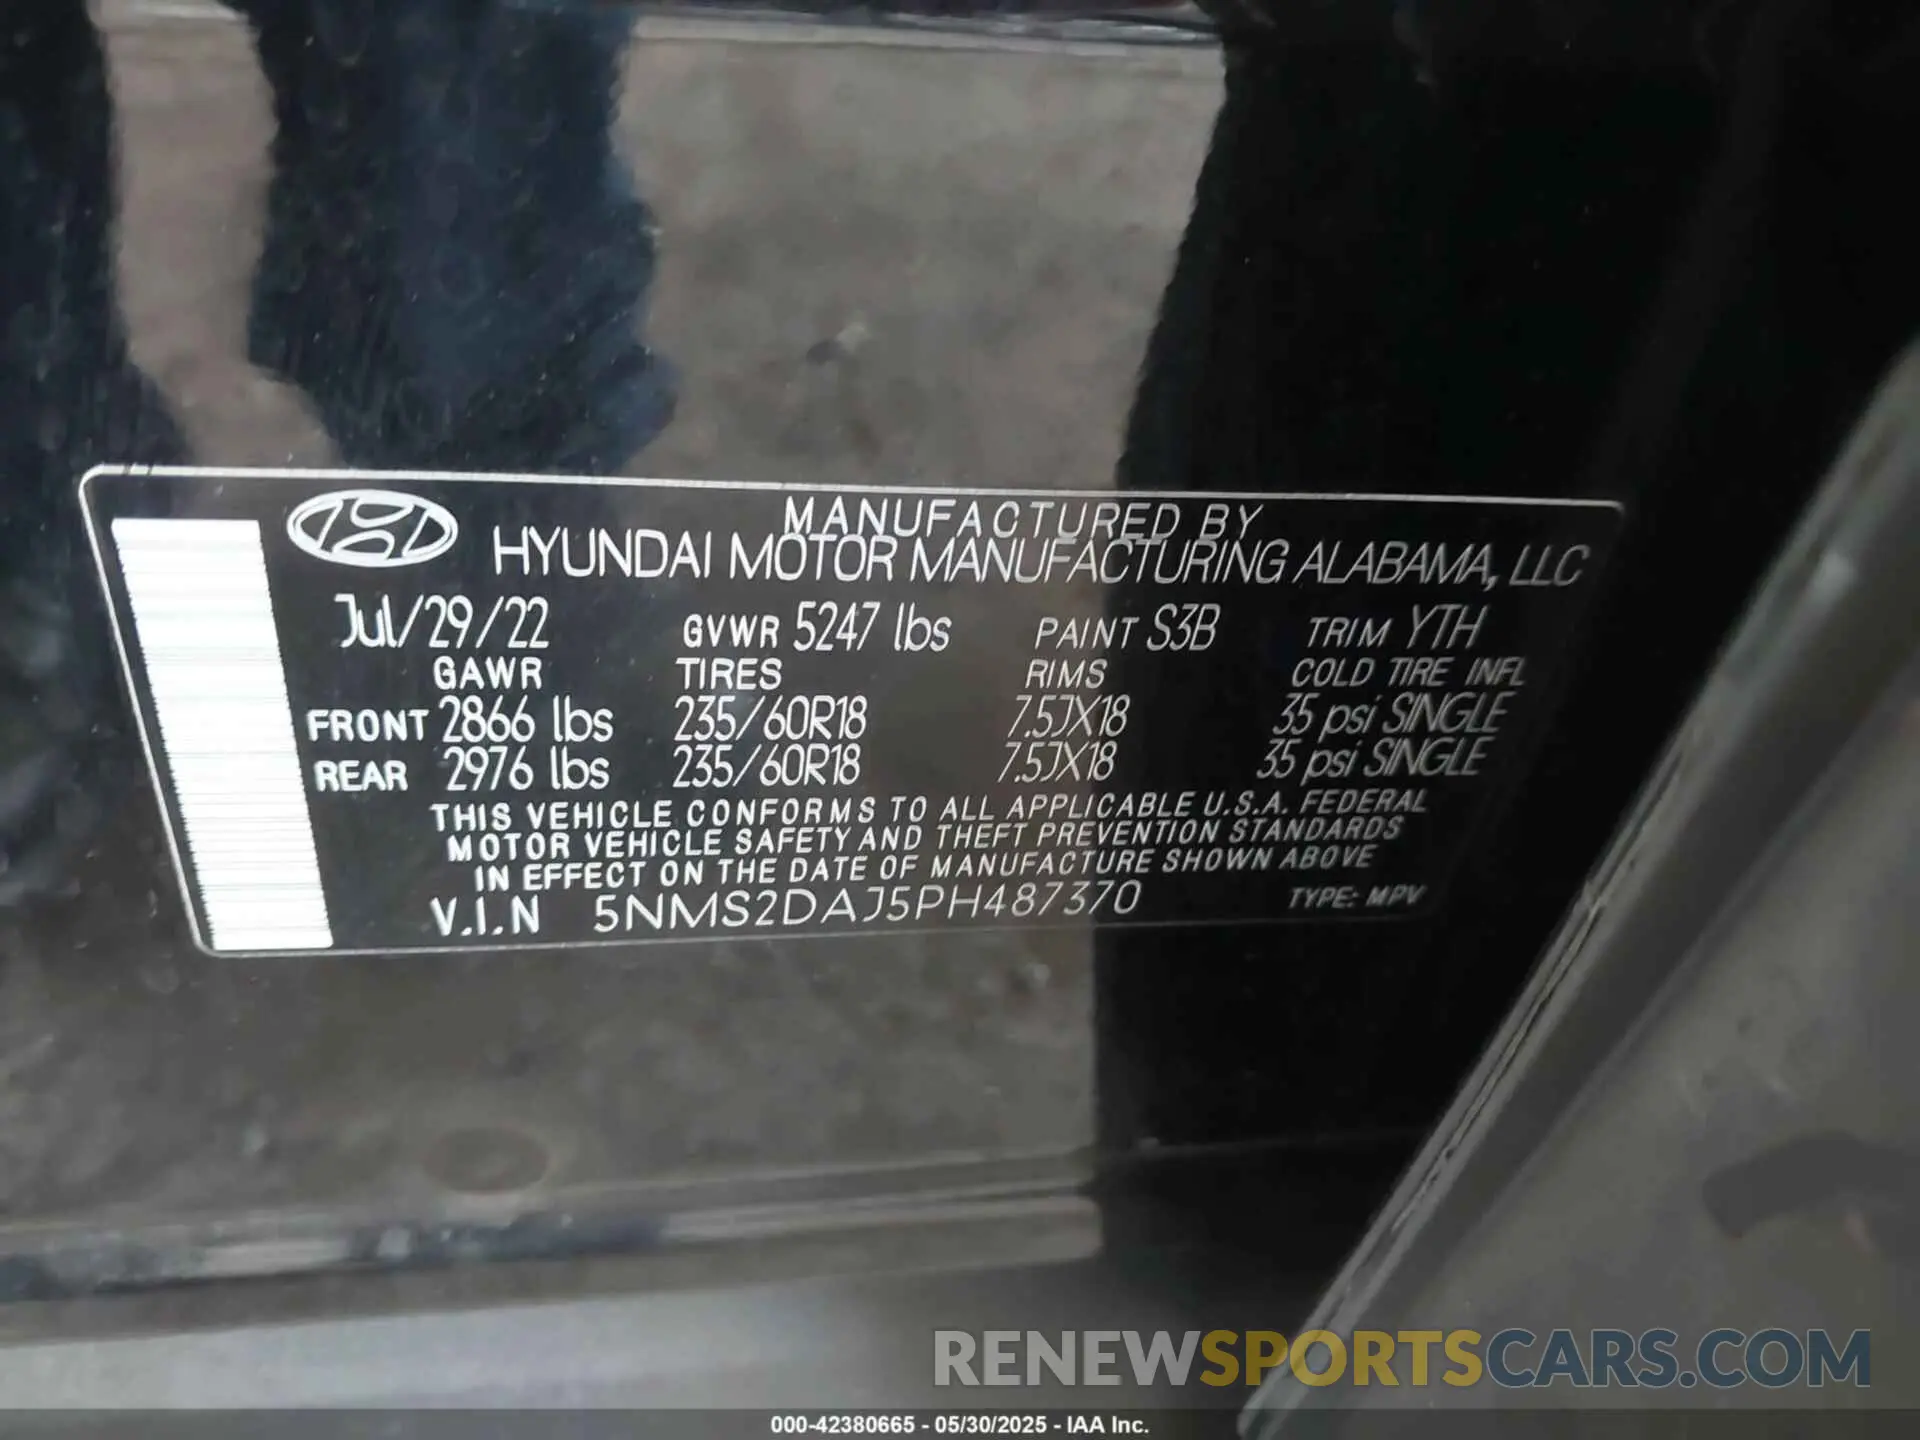 MANUFACTURED BY
HYUNDAI MOTOR MANUFACTURING ALABAMA, LLC
Jul/29/22 GVWR 5247 lbs PAINT S3B TRIM YTH
GAWR TIRES RIMS COLD TIRE INFL
FRONT 2866 lbs 235/60R18 7.5JX18 35 psi SINGLE
REAR 2976 lbs 235/60R18 7.5JX18 35 psi SINGLE
THIS VEHICLE CONFORMS TO ALL APPLICABLE U.S.A. FEDERAL
MOTOR VEHICLE SAFETY AND THEFT PREVENTION STANDARDS
IN EFFECT ON THE DATE OF MANUFACTURE SHOWN ABOVE
V.I.N 5NMS2DAJ5PH487370 TYPE: MPV
RENEWSPORTSCARS.COM
000-42380665 - 05/30/2025 - IAA Inc.